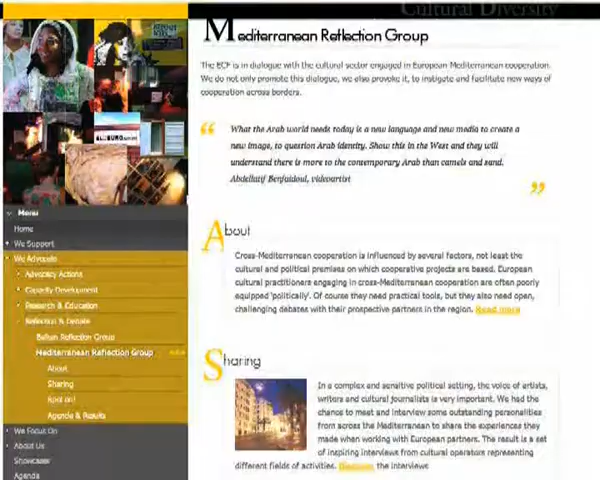 Cultural Diversity
Mediterranean Reflection Group
The ECF is in dialogue with the cultural sector engaged in European Mediterranean cooperation.
We do not only promote this dialogue, we also provoke it, to instigate and facilitate new ways of
cooperation across borders.
“ What the Arab world needs today is a new language and new media to create a
new image, to question Arab identity. Show this in the West and they will
understand there is more to the contemporary Arab than camels and sand.
videoartist ”
Menu
Home
We Support
We Advocate
Advocacy Actions
Capacity Development
Research & Education
Reflection & Debate
Balkan Reflection Group
Mediterranean Reflection Group
About
Sharing
Agenda & Results
We Focus On
About Us
Showcases
Agenda
About
Cross-Mediterranean cooperation is influenced by several factors, not least the
cultural and political premises on which cooperative projects are based. European
cultural practitioners engaging in cross-Mediterranean cooperation are often poorly
equipped 'politically'. Of course they need practical tools, but they also need open,
challenging debates with their prospective partners in the region. Read more
Sharing
In a complex and sensitive political setting, the voice of artists,
writers and cultural journalists is very important. We had the
chance to meet and interview some outstanding personalities
from across the Mediterranean to share the experiences they
made when working with European partners. The result is a set
of inspiring interviews from cultural operators representing
different fields of activities. the interviews